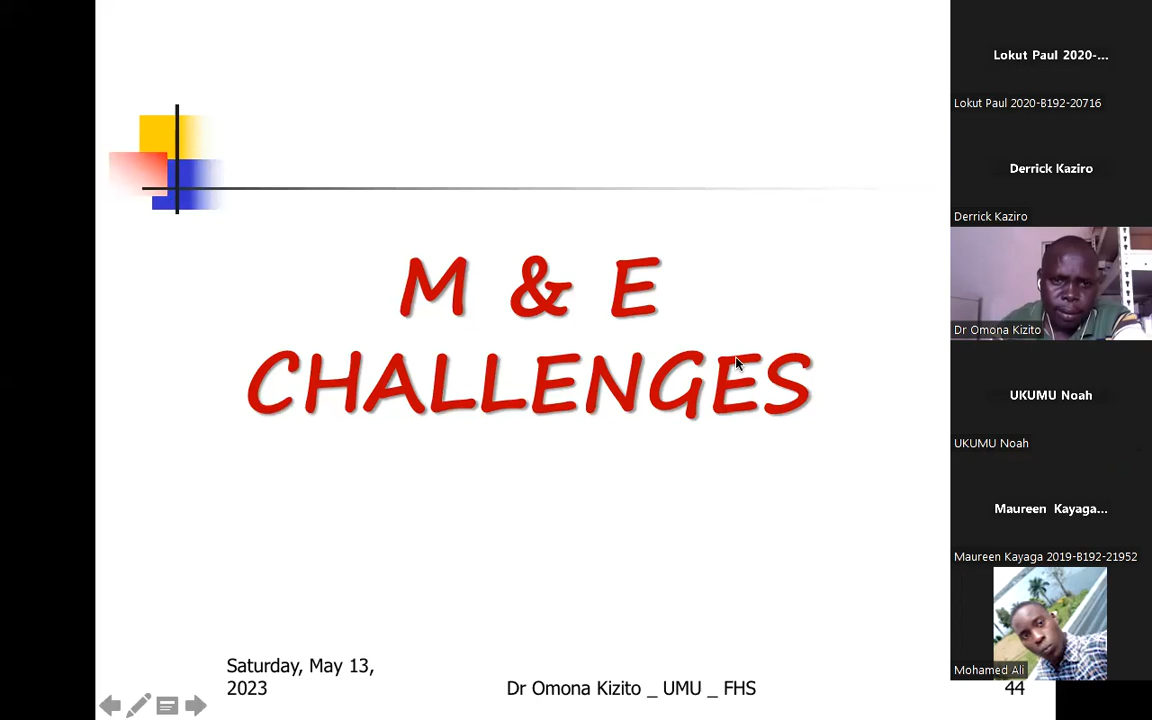 M & E
CHALLENGES
Saturday, May 13,
2023
Dr Omona Kizito _ UMU _ FHS
44
Lokut Paul 2020-...
Lokut Paul 2020-B192-20716
Derrick Kaziro
Derrick Kaziro
Dr Omona Kizito
UKUMU Noah
UKUMU Noah
Maureen Kayaga...
Maureen Kayaga 2019-B192-21952
Mohamed Ali